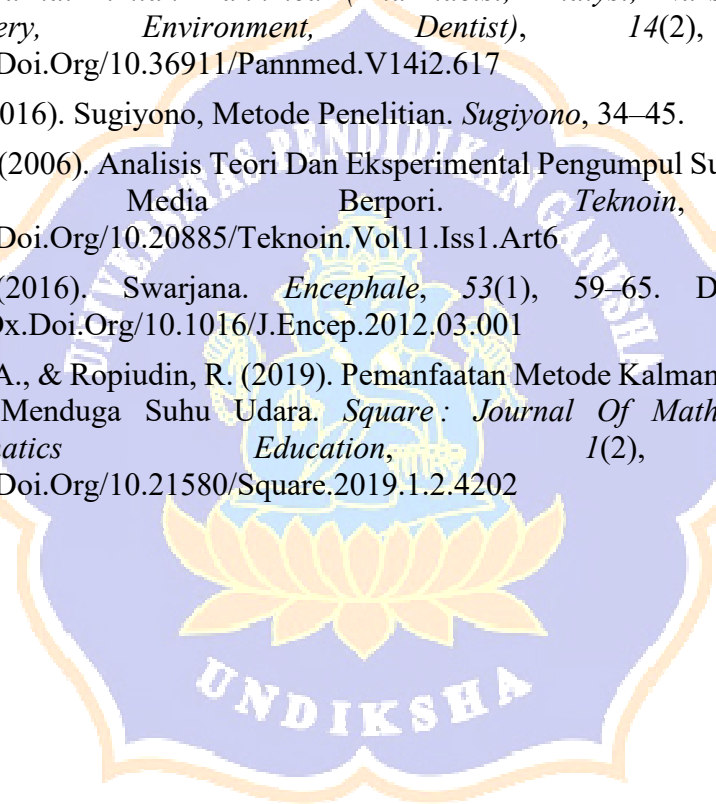 ery, Environment, Dentist), 14(2),
Doi.Org/10.36911/Pannmed.V14i2.617
016). Sugiyono, Metode Penelitian. Sugiyono, 34–45.
(2006). Analisis Teori Dan Eksperimental Pengumpul Su
Media Berpori. Teknoin,
Doi.Org/10.20885/Teknoin.Vol11.Iss1.Art6
(2016). Swarjana. Encephale, 53(1), 59–65. D
Dx.Doi.Org/10.1016/J.Encep.2012.03.001
A., & Ropiudin, R. (2019). Pemanfaatan Metode Kalman
Menduga Suhu Udara. Square : Journal Of Math
atics Education, 1(2),
Doi.Org/10.21580/Square.2019.1.2.4202
UNIVERSITAS PENDIDIKAN GANESHA
UNDIKSHA